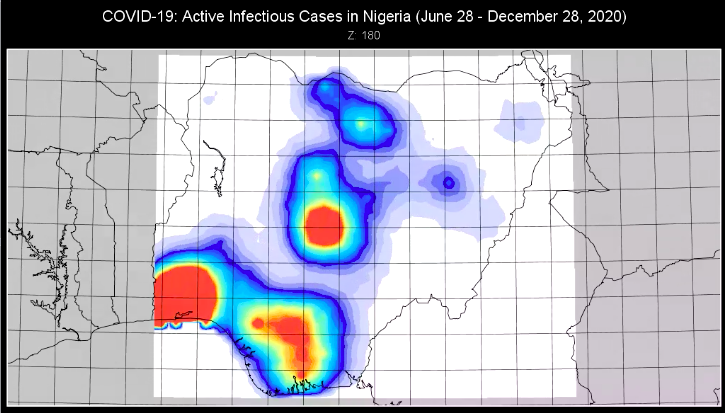 COVID-19: Active Infectious Cases in Nigeria (June 28 - December 28, 2020)
Z: 180